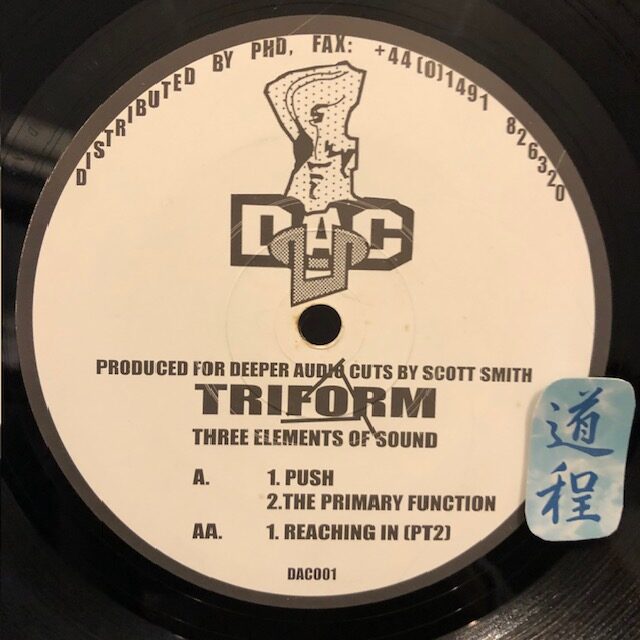 DISTRIBUTED BY PHD, FAX: +44 (0)1491 826320
DAC
PRODUCED FOR DEEPER AUDIO CUTS BY SCOTT SMITH
TRIFORM
THREE ELEMENTS OF SOUND
A. 1. PUSH
2.THE PRIMARY FUNCTION
AA. 1. REACHING IN (PT2)
DAC001
道程